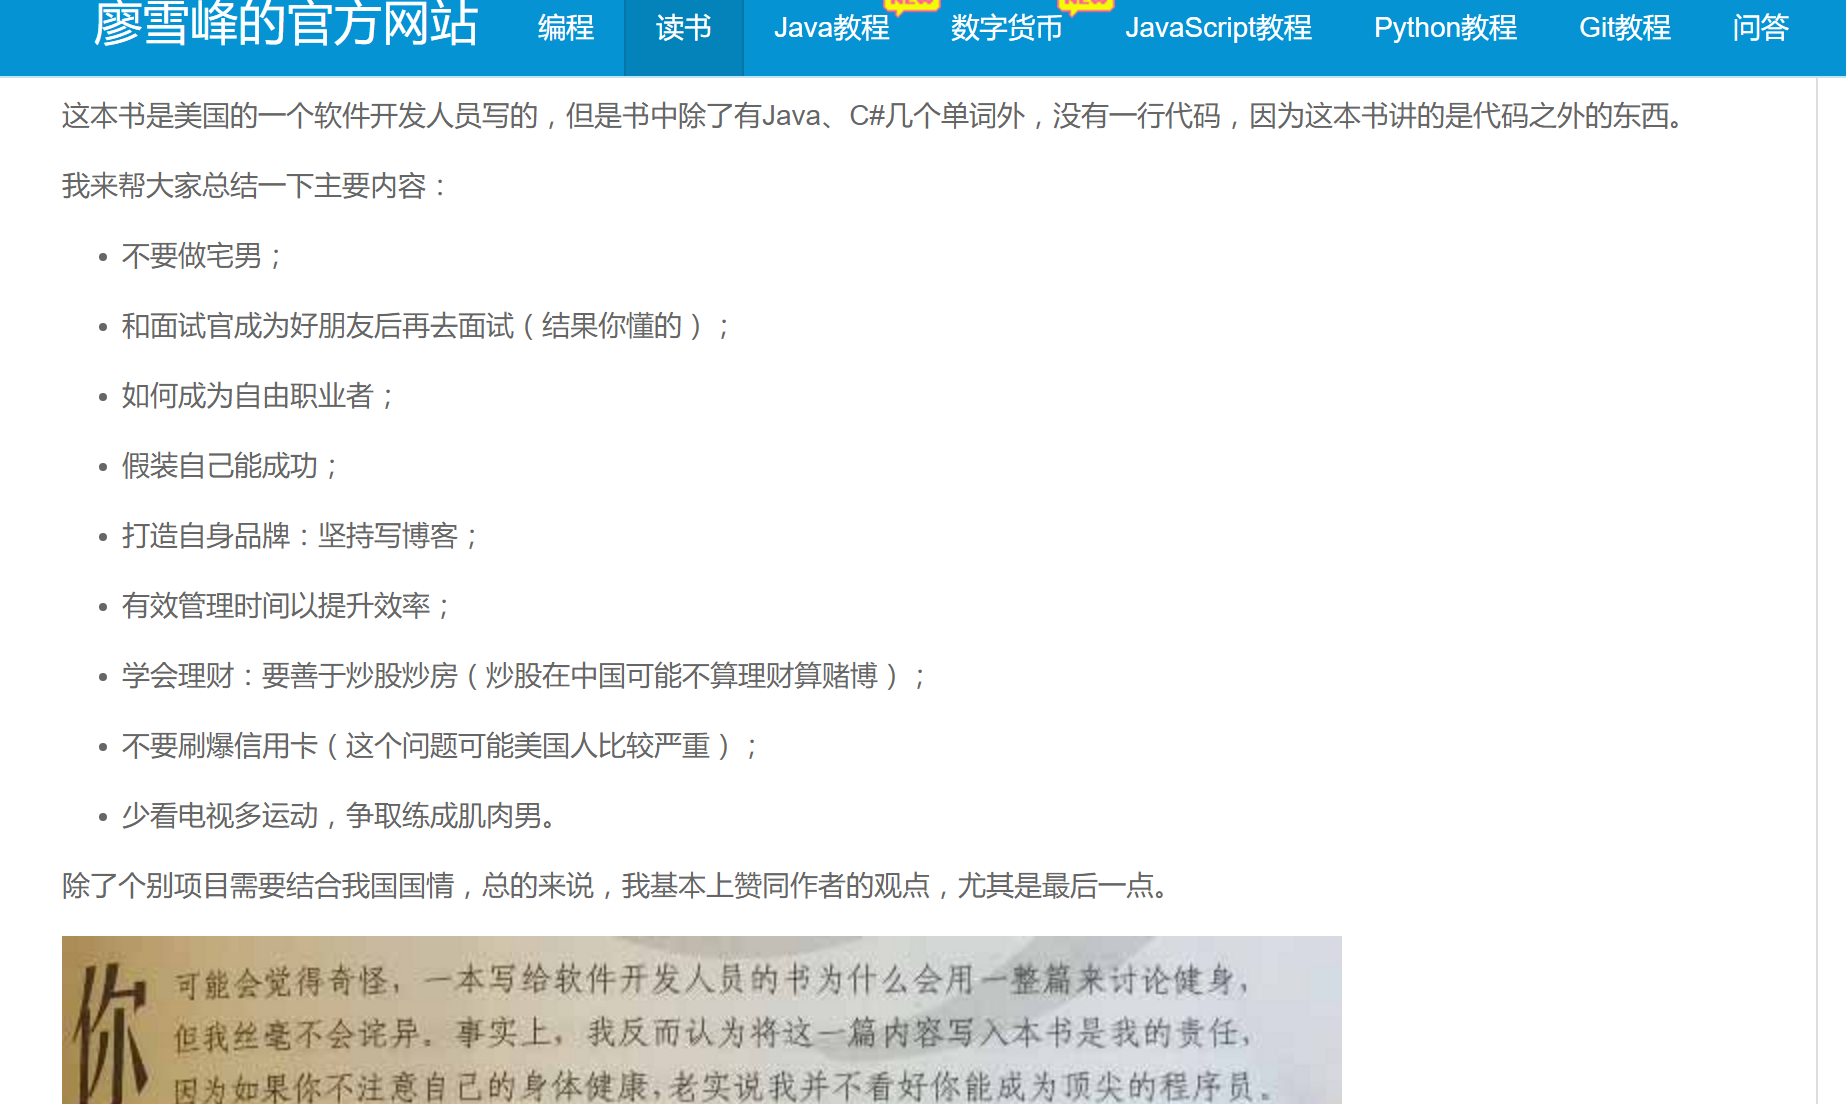 廖雪峰的官方网站 编程 读书 Java教程 数字货币 JavaScript教程 Python教程 Git教程 问答
这本书是美国的一个软件开发人员写的，但是书中除了有Java、C#几个单词外，没有一行代码，因为这本书讲的是代码之外的东西。
我来帮大家总结一下主要内容：
• 不要做宅男；
• 和面试官成为好朋友后再去面试（结果你懂的）；
• 如何成为自由职业者；
• 假装自己能成功；
• 打造自身品牌：坚持写博客；
• 有效管理时间以提升效率；
• 学会理财：要善于炒股炒房（炒股在中国可能不算理财算赌博）；
• 不要刷爆信用卡（这个问题可能美国人比较严重）；
• 少看电视多运动，争取练成肌肉男。
除了个别项目需要结合我国国情，总的来说，我基本上赞同作者的观点，尤其是最后一点。
你可能会觉得奇怪，一本写给软件开发人员的书为什么会用一整篇来讨论健身，
但我丝毫不会诧异。事实上，我反而认为将这一篇内容写入本书是我的责任，
因为如果你不注意自己的身体健康，老实说我并不看好你能成为顶尖的程序员。